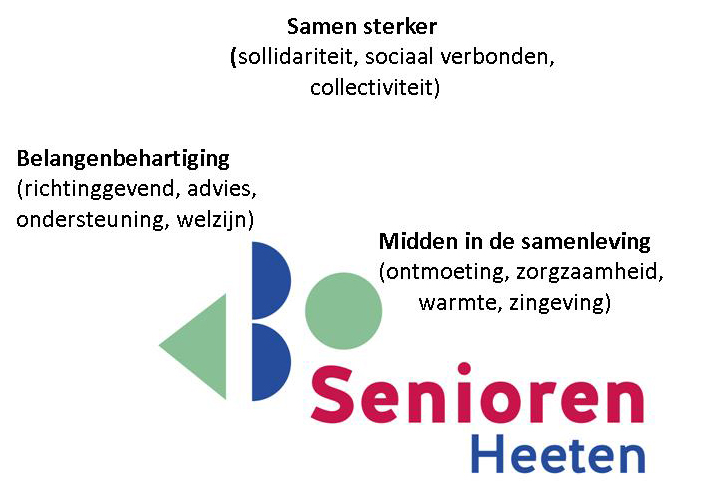 Samen sterker
(sollidariteit, sociaal verbonden,
collectiviteit)
Belangenbehartiging
(richtinggevend, advies,
ondersteuning, welzijn)
Midden in de samenleving
(ontmoeting, zorgzaamheid,
warmte, zingeving)
Senioren
Heeten